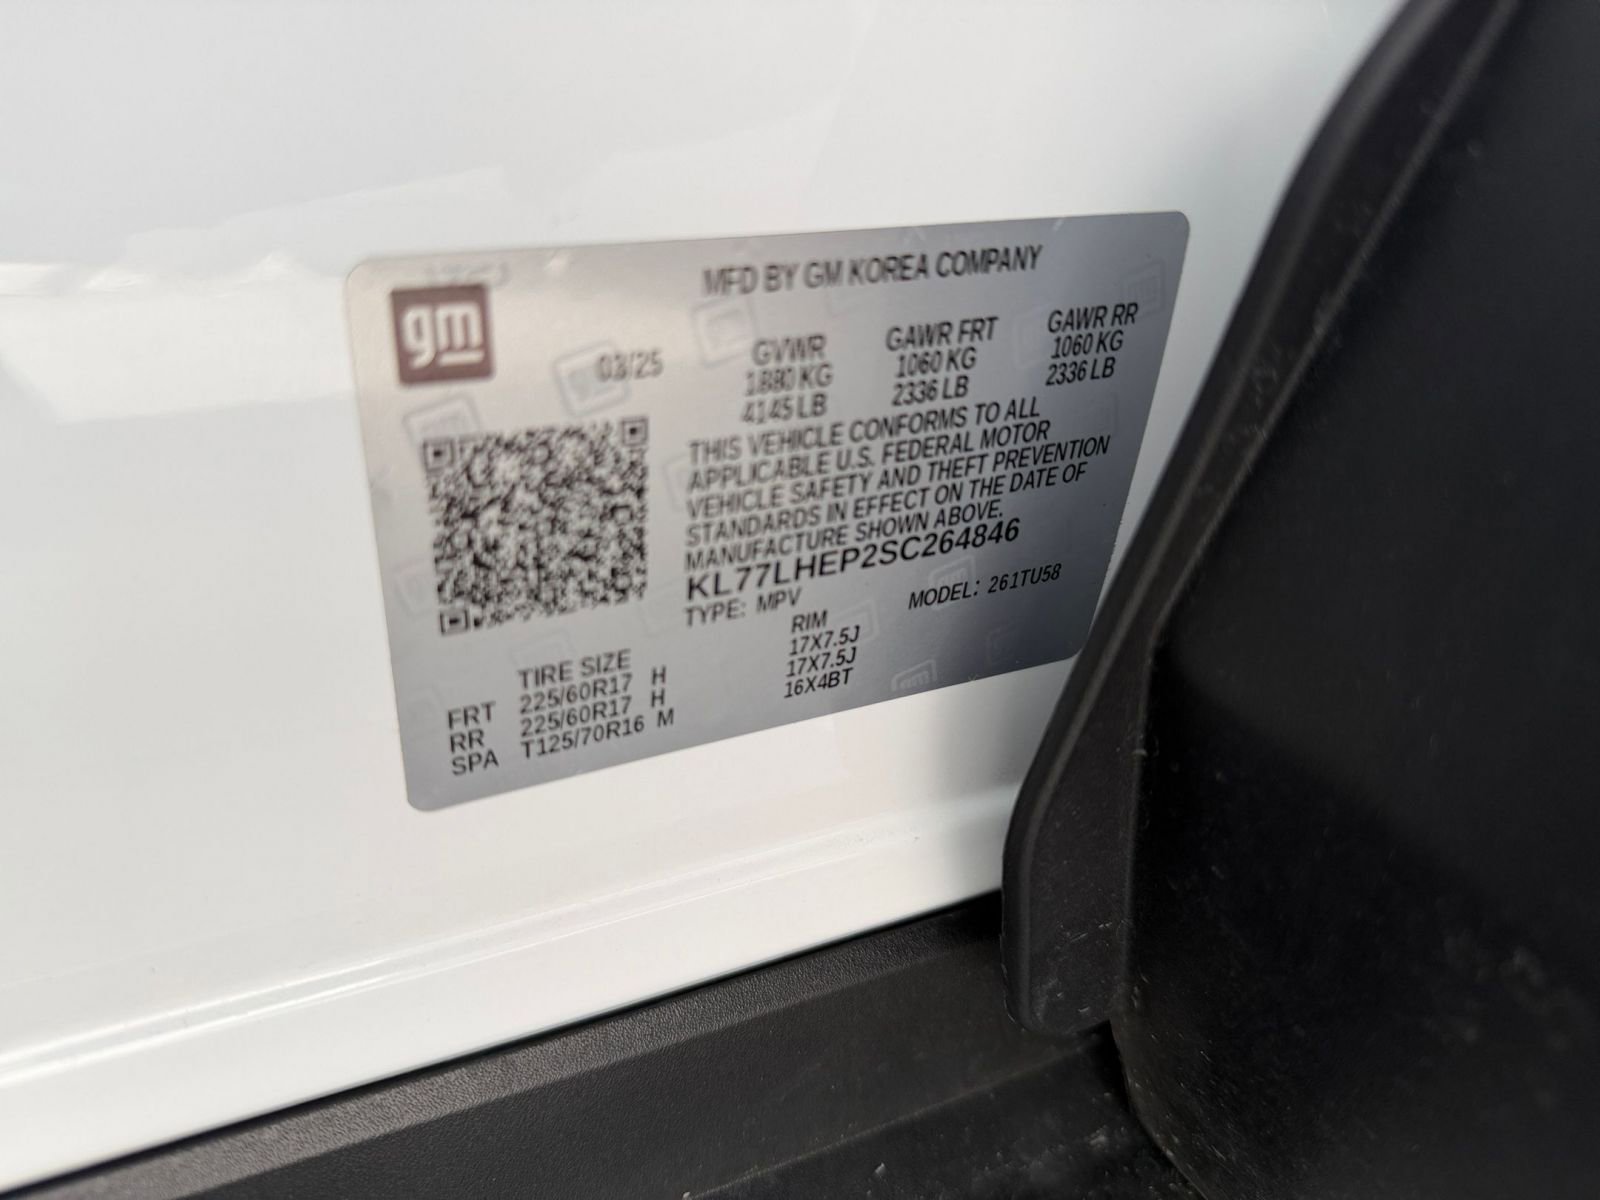 gm
MFD BY GM KOREA COMPANY
03/25
GVWR GAWR FRT GAWR RR
1880 KG 1060 KG 1060 KG
4145 LB 2336 LB 2336 LB
THIS VEHICLE CONFORMS TO ALL
APPLICABLE U.S. FEDERAL MOTOR
VEHICLE SAFETY AND THEFT PREVENTION
STANDARDS IN EFFECT ON THE DATE OF
MANUFACTURE SHOWN ABOVE.
KL77LHEP2SC264846
TYPE: MPV MODEL: 261TU58
TIRE SIZE RIM
FRT 225/60R17 H 17X7.5J
RR 225/60R17 H 17X7.5J
SPA T125/70R16 M 16X4BT